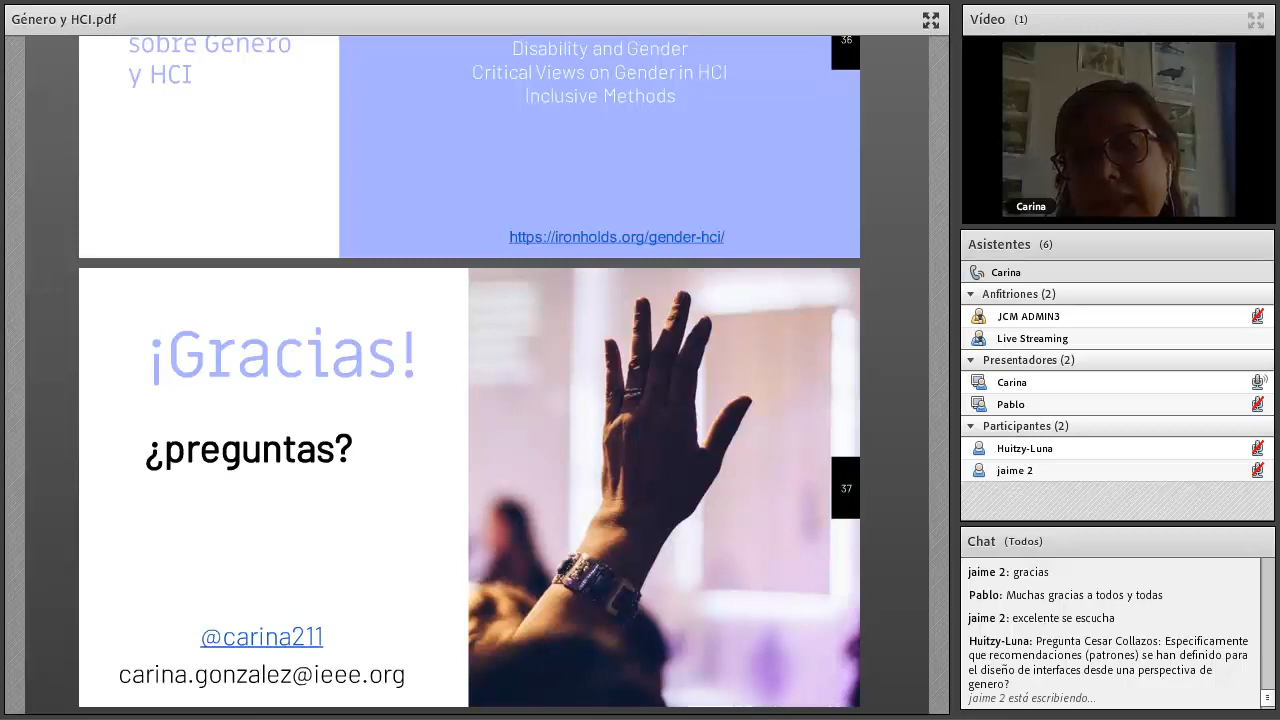 Género y HCI.pdf
sobre Género
y HCI
Disability and Gender
Critical Views on Gender in HCI
Inclusive Methods
36
https://ironholds.org/gender-hci/
¡Gracias!
¿preguntas?
37
@carina211
carina.gonzalez@ieee.org
Vídeo (1)
Carina
Asistentes (6)
Carina
Anfitriones (2)
JCM ADMIN3
Live Streaming
Presentadores (2)
Carina
Pablo
Participantes (2)
Huitzy-Luna
jaime 2
Chat (Todos)
jaime 2: gracias
Pablo: Muchas gracias a todos y todas
jaime 2: excelente se escucha
Huitzy-Luna: Pregunta Cesar Collazos: Especificamente
que recomendaciones (patrones) se han definido para
el diseño de interfaces desde una perspectiva de
genero?
jaime 2 está escribiendo...